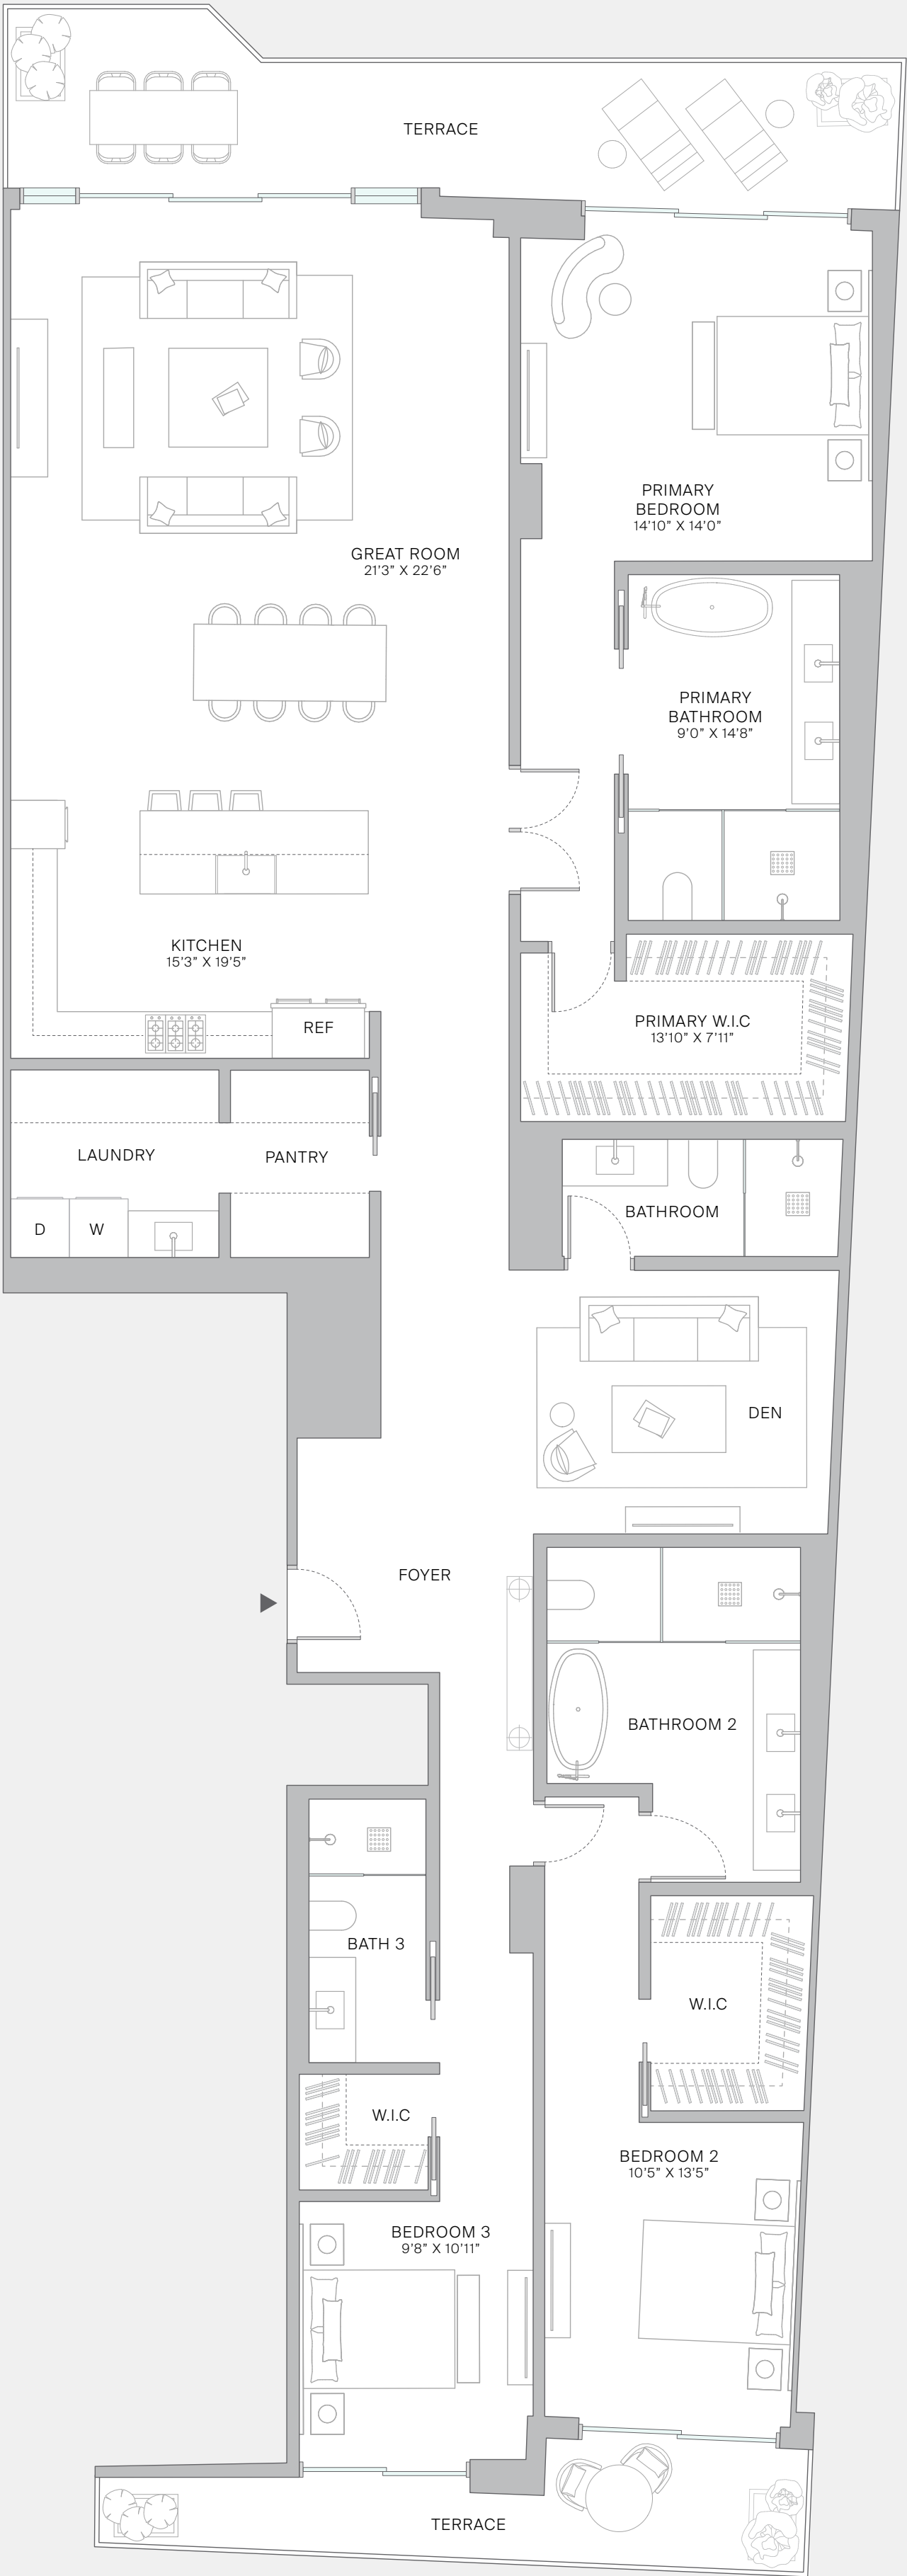 TERRACE
GREAT ROOM
21’3” X 22’6”
PRIMARY
BEDROOM
14’10” X 14’0”
PRIMARY
BATHROOM
9’0” X 14’8”
KITCHEN
15’3” X 19’5”
REF
PRIMARY W.I.C
13’10” X 7’11”
LAUNDRY
PANTRY
D
W
BATHROOM
DEN
FOYER
BATHROOM 2
BATH 3
W.I.C
W.I.C
BEDROOM 2
10’5” X 13’5”
BEDROOM 3
9’8” X 10’11”
TERRACE